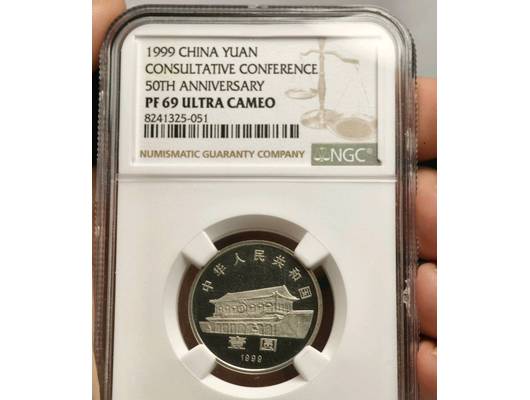 1999 CHINA YUAN
CONSULTATIVE CONFERENCE
50TH ANNIVERSARY
PF 69 ULTRA CAMEO
8241325-051
NUMISMATIC GUARANTY COMPANY
NGC®
中华人民共和国
壹圆
1999